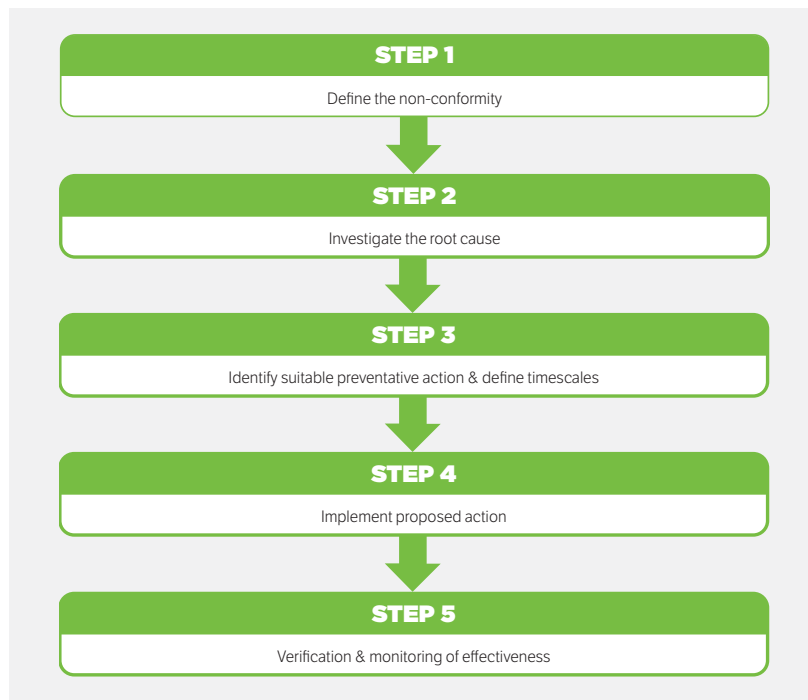 STEP 1
Define the non-conformity
STEP 2
Investigate the root cause
STEP 3
Identify suitable preventative action & define timescales
STEP 4
Implement proposed action
STEP 5
Verification & monitoring of effectiveness